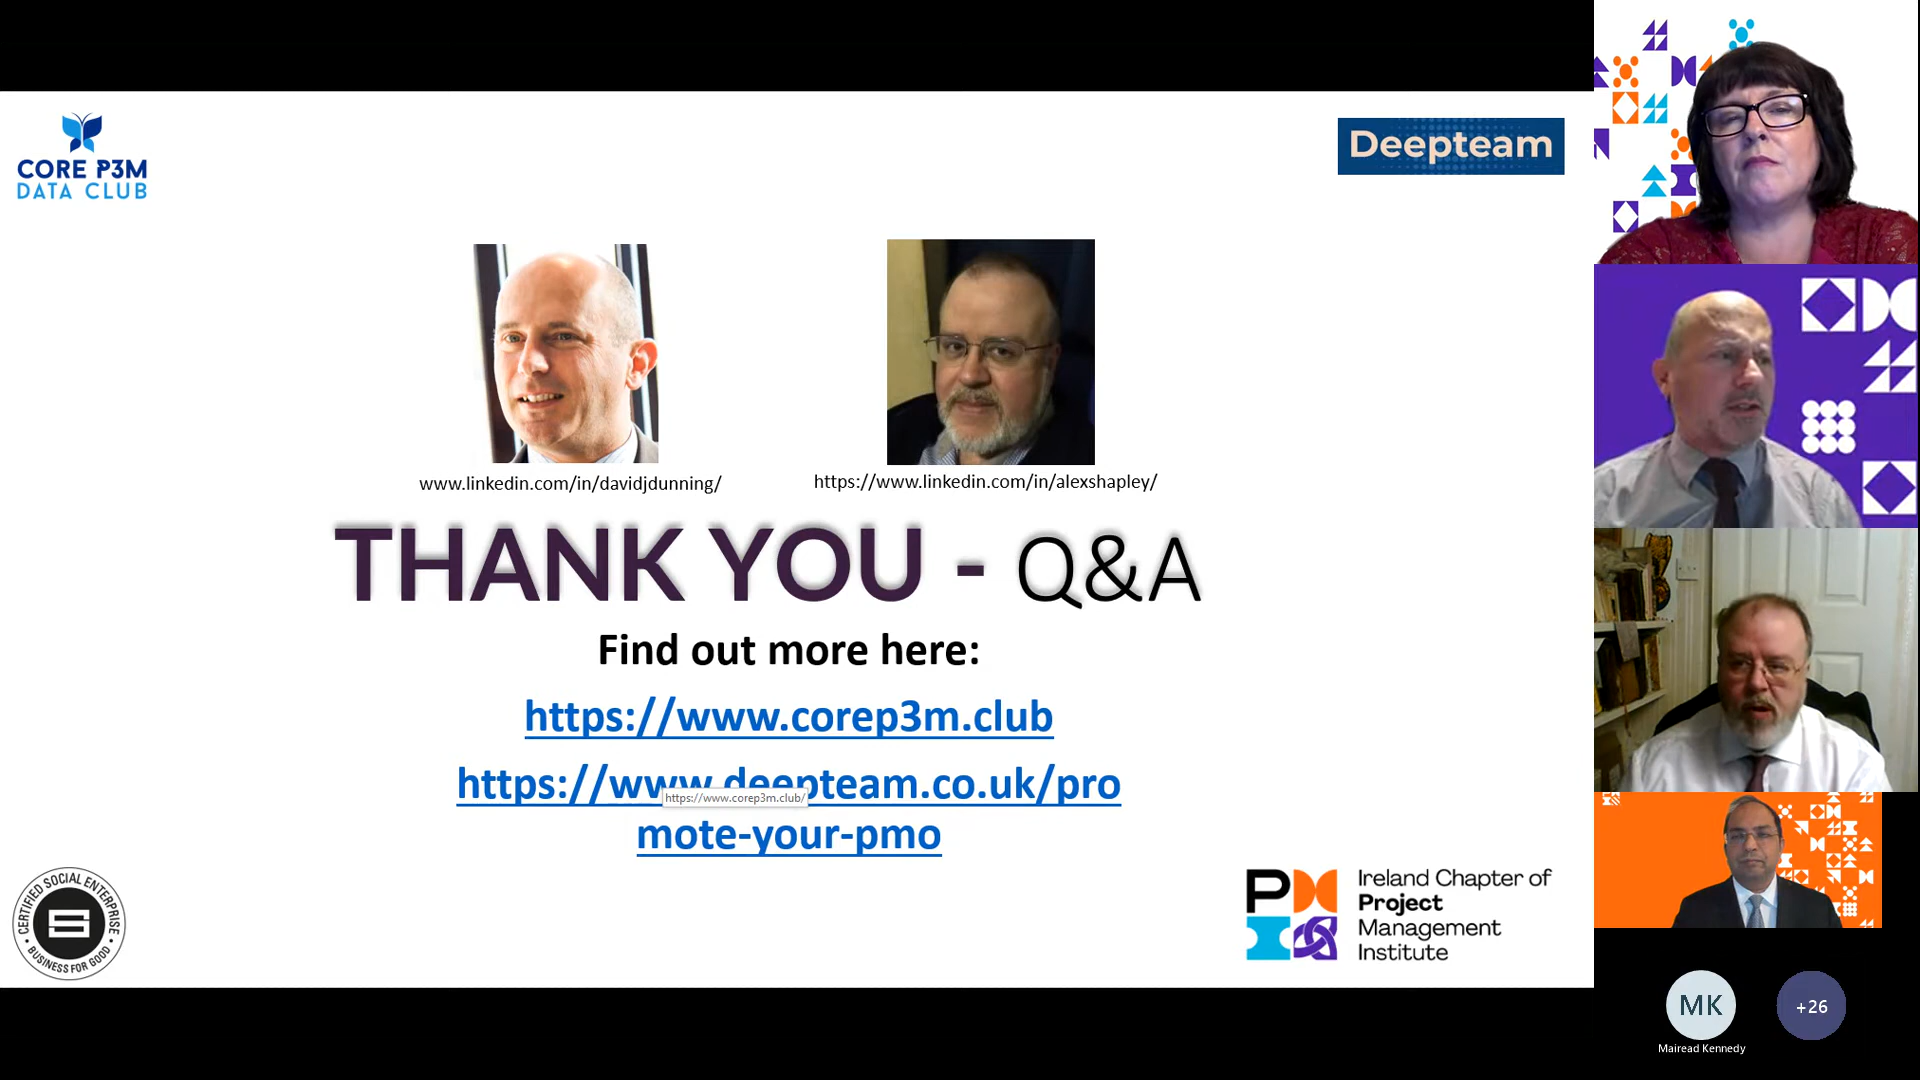 CORE P3M
DATA CLUB
Deepteam
www.linkedin.com/in/davidjdunning/
https://www.linkedin.com/in/alexshapley/
THANK YOU - Q&A
Find out more here:
https://www.corep3m.club
https://www.deepteam.co.uk/pro
https://www.corep3m.club/
mote-your-pmo
CERTIFIED SOCIAL ENTERPRISE
BUSINESS FOR GOOD
PMI
Ireland Chapter of
Project
Management
Institute
MK
+26
Mairead Kennedy